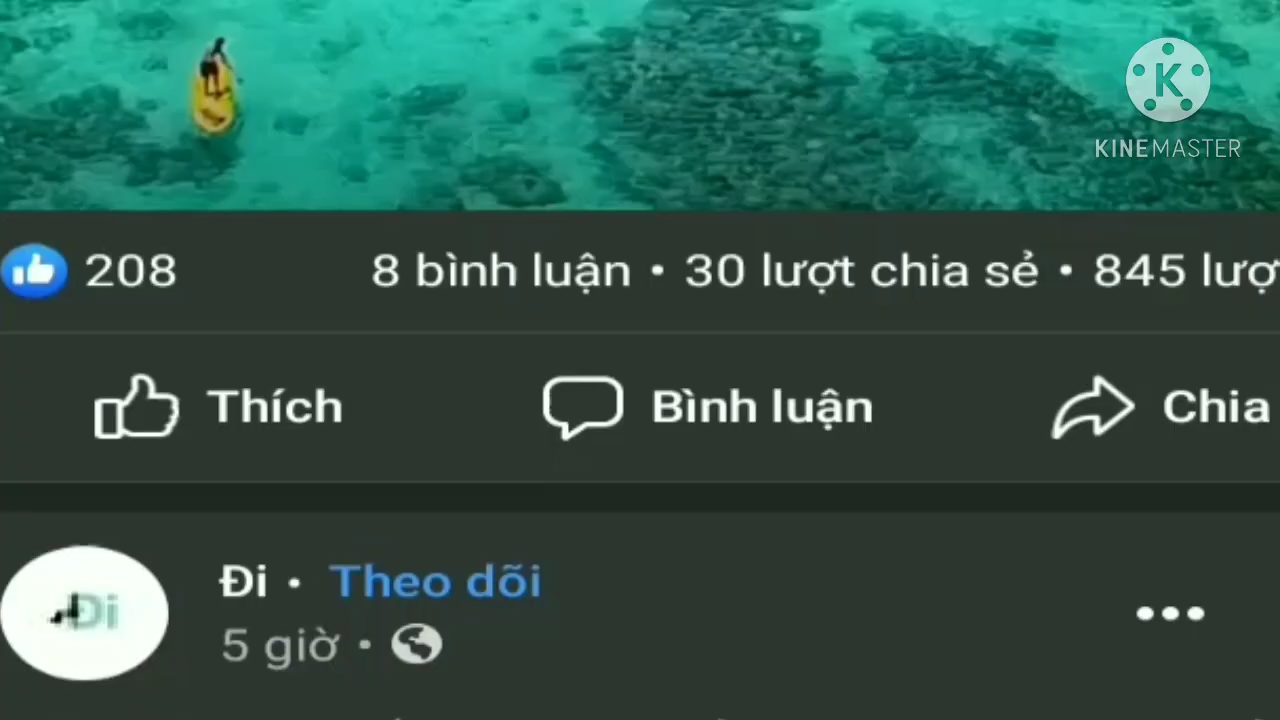 K
KINEMASTER
208 8 bình luận • 30 lượt chia sẻ • 845
Thích Bình luận Chia
Đi • Theo dõi
Đi
5 giờ •